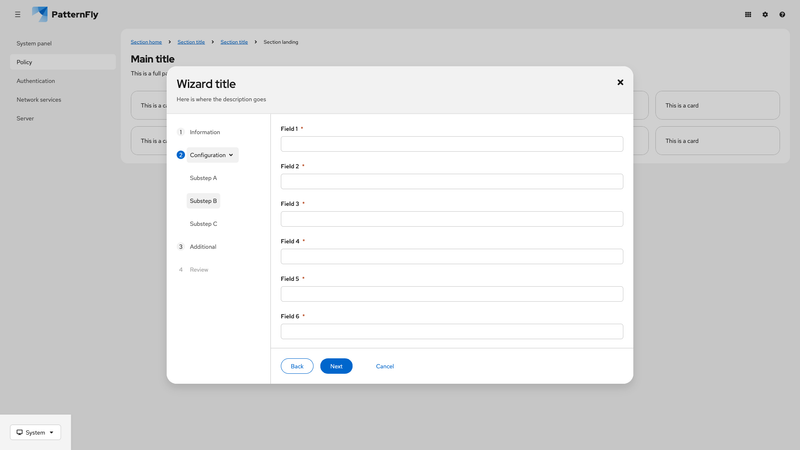 PatternFly
System panel
Policy
Authentication
Network services
Server
Section home
Section title
Section title
Section landing
Main title
This is a full pa
This is a ca
This is a card
This is a ca
This is a card
Wizard title
Here is where the description goes
1 Information
2 Configuration
Substep A
Substep B
Substep C
3 Additional
4 Review
Field 1 *
Field 2 *
Field 3 *
Field 4 *
Field 5 *
Field 6 *
Back
Next
Cancel
System